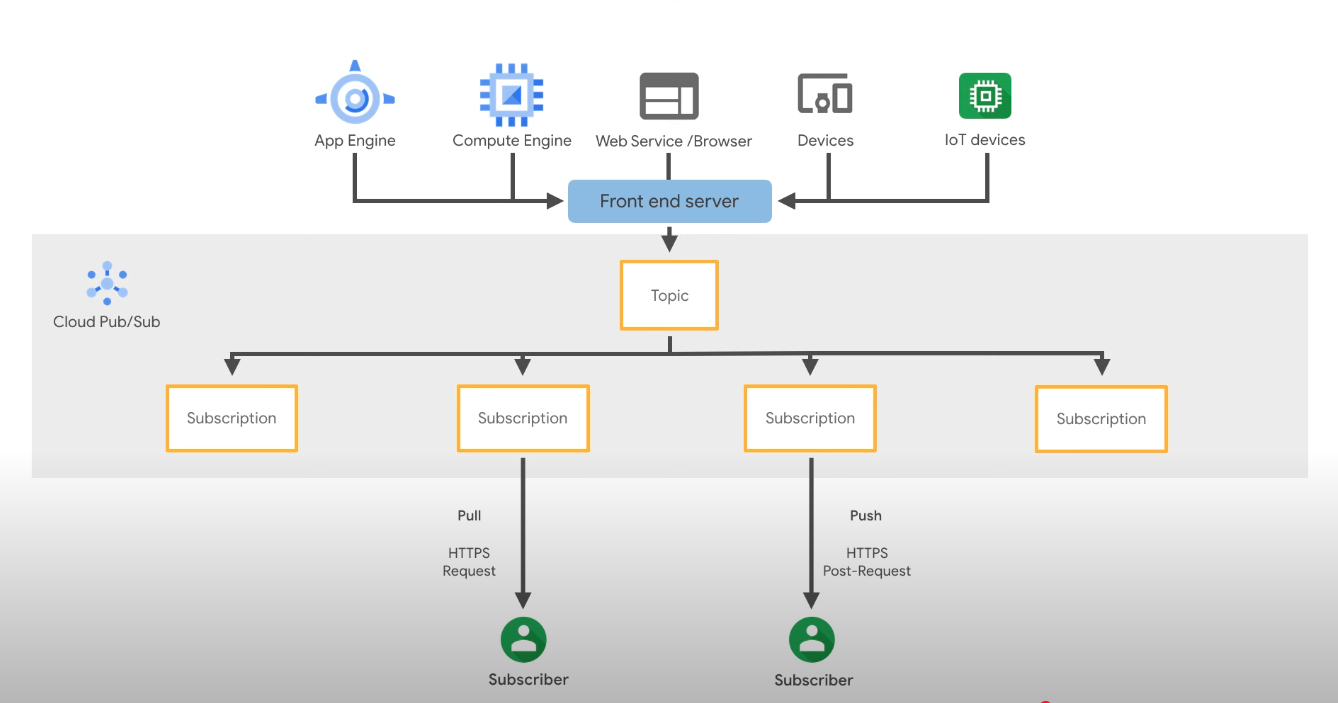 App Engine
Compute Engine
Web Service /Browser
Devices
IoT devices
Front end server
Cloud Pub/Sub
Topic
Subscription
Subscription
Subscription
Subscription
Pull
HTTPS
Request
Push
HTTPS
Post-Request
Subscriber
Subscriber